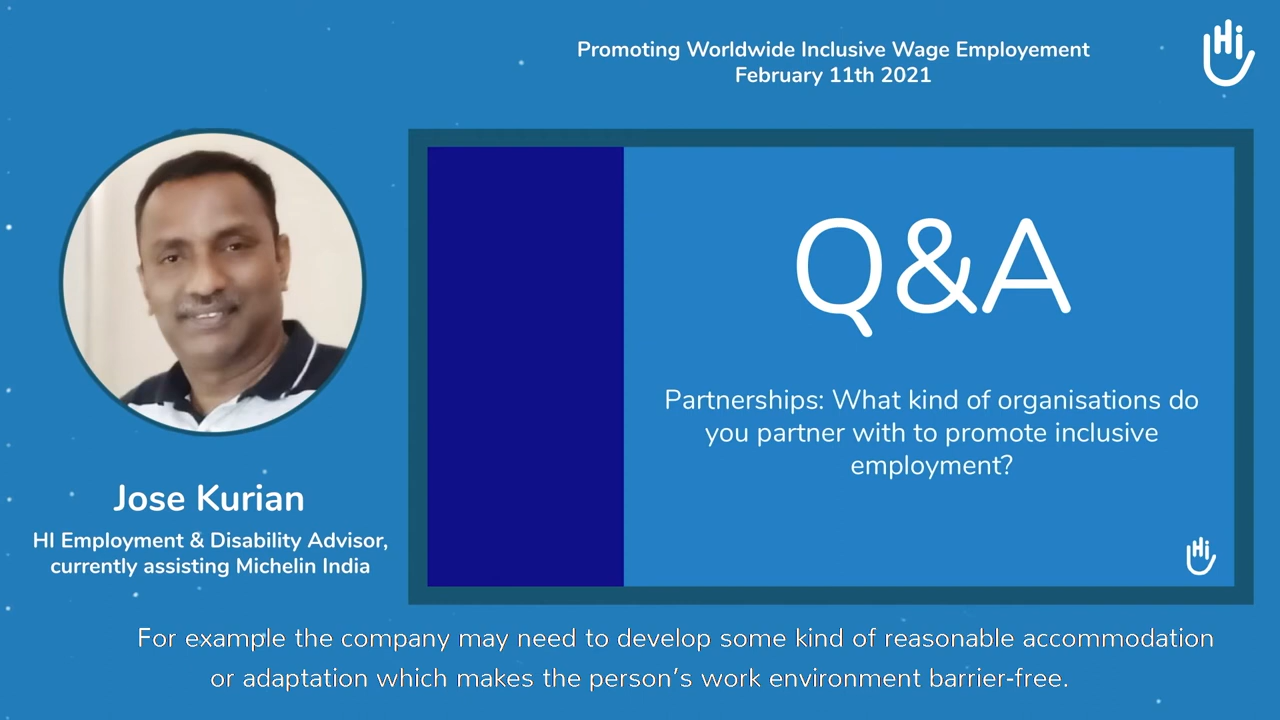 Promoting Worldwide Inclusive Wage Employement
February 11th 2021
Hi
Q&A
Partnerships: What kind of organisations do
you partner with to promote inclusive
employment?
Hi
Jose Kurian
HI Employment & Disability Advisor,
currently assisting Michelin India
For example the company may need to develop some kind of reasonable accommodation
or adaptation which makes the person's work environment barrier-free.